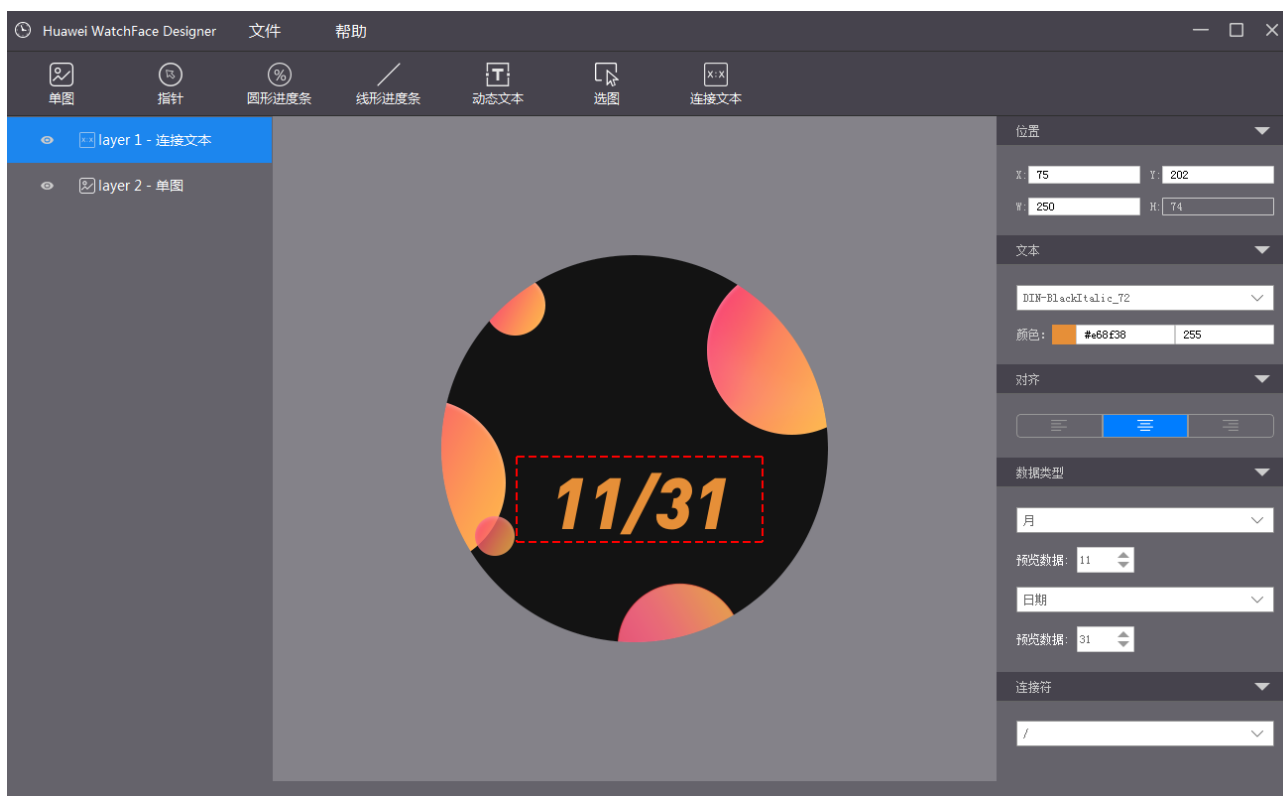 Huawei WatchFace Designer 文件 帮助
单图 指针 圆形进度条 线形进度条 动态文本 选图 X:X 连接文本
layer 1 - 连接文本
layer 2 - 单图
11/31
位置
X: 75 Y: 202
W: 250 H: 74
文本
DIN-BlackItalic_72
颜色: #e68f38 255
对齐
数据类型
月
预览数据: 11
日期
预览数据: 31
连接符
/